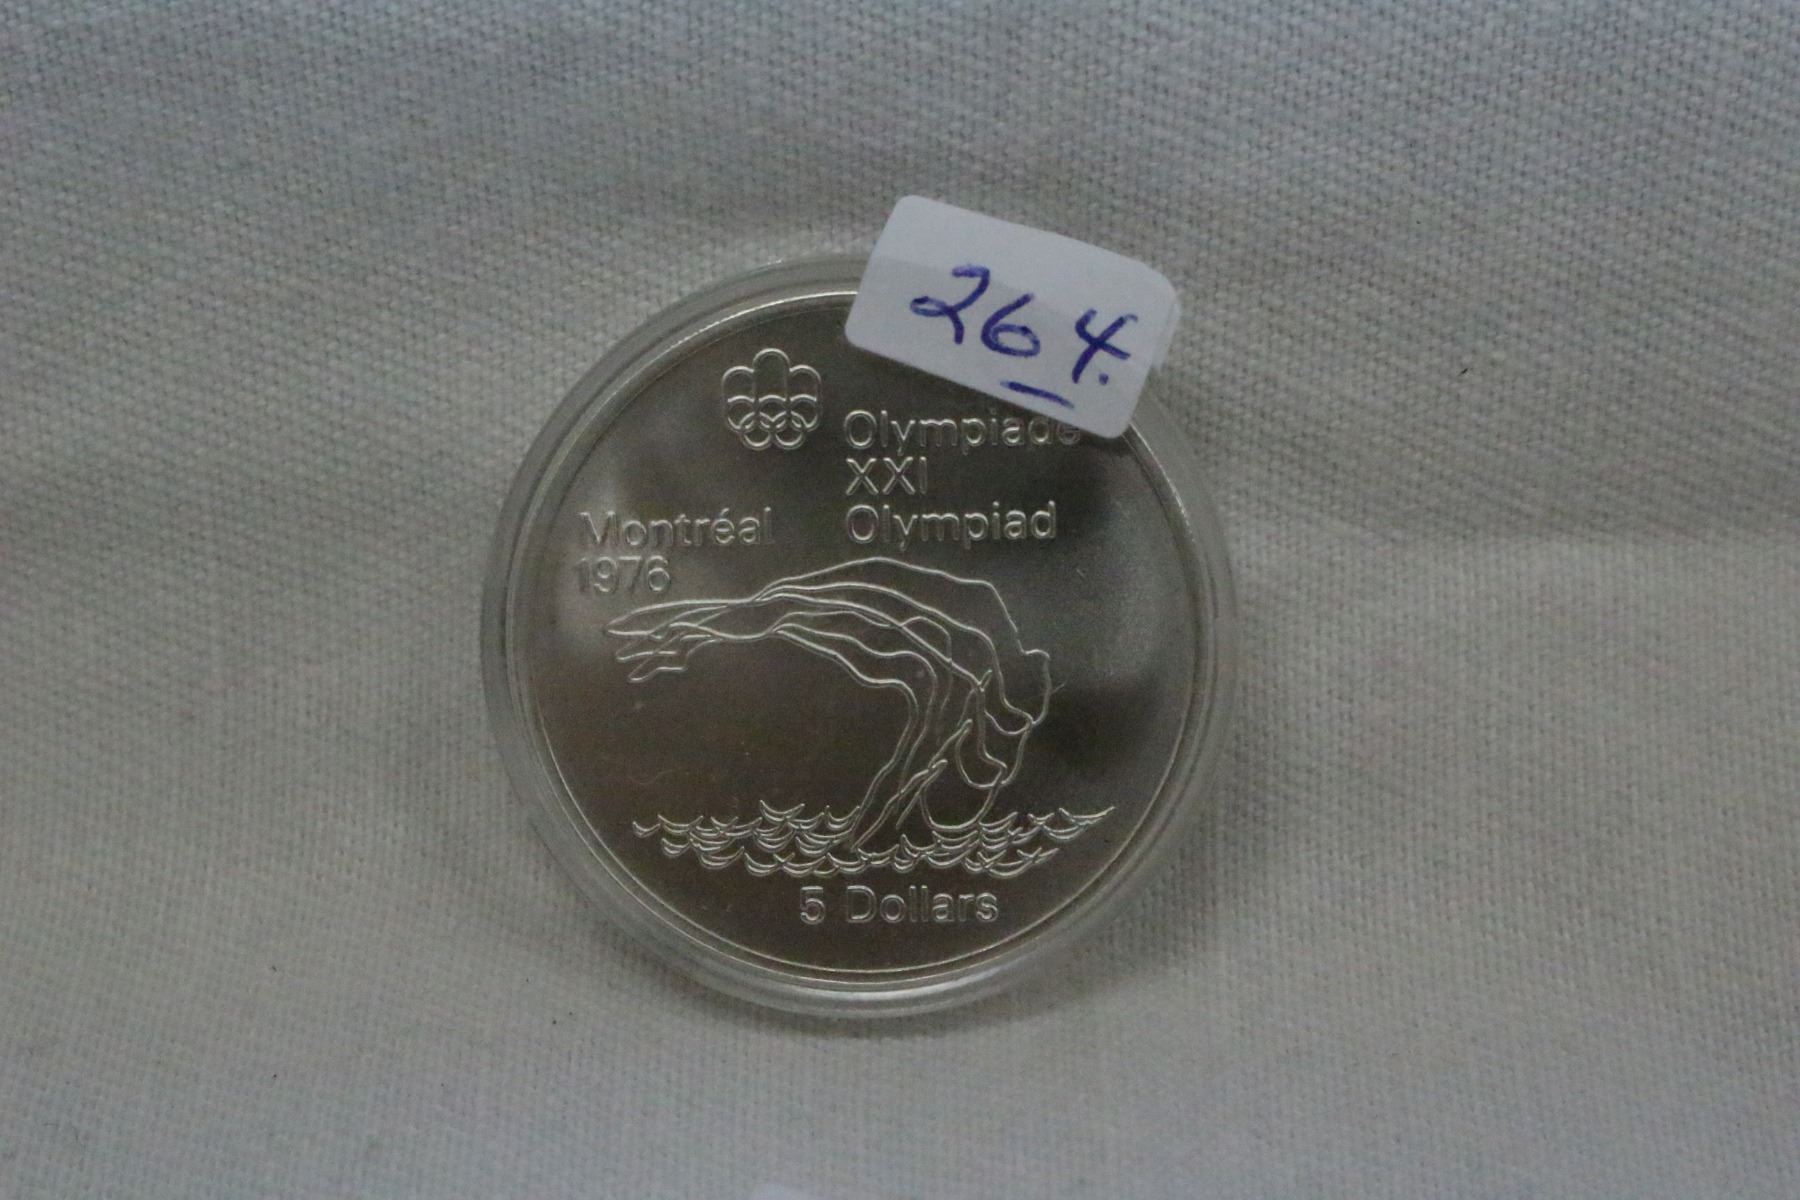 264.
Olympiade
XXI
Olympiad
Montréal
1976
5 Dollars